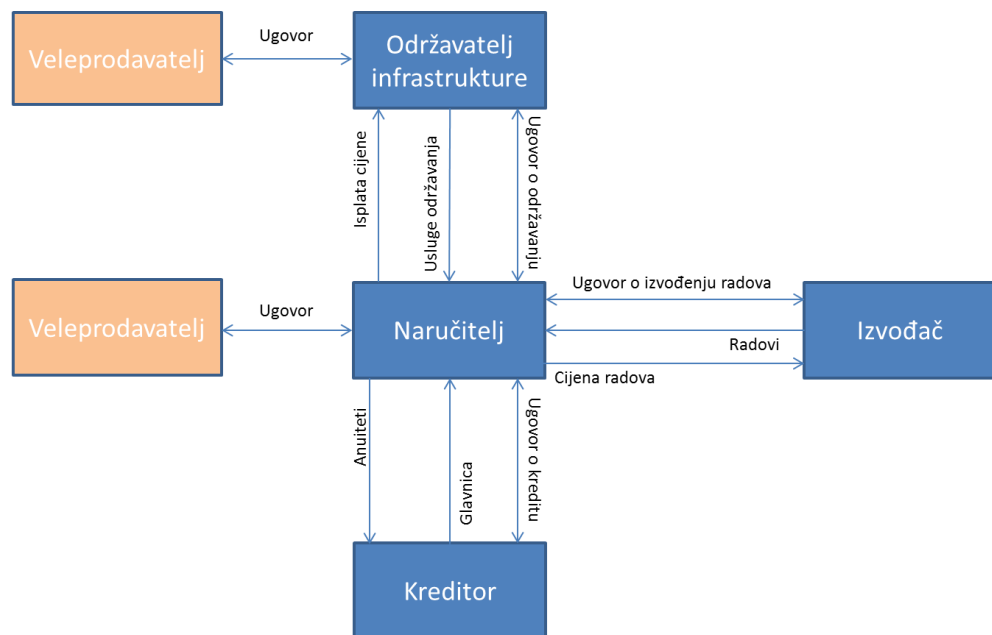 Veleprodavatelj
Ugovor
Održavatelj
infrastrukture
Isplata cijene
Usluge održavanja
Ugovor o održavanju
Veleprodavatelj
Ugovor
Naručitelj
Ugovor o izvođenju radova
Radovi
Cijena radova
Izvođač
Anuiteti
Glavnica
Ugovor o kreditu
Kreditor